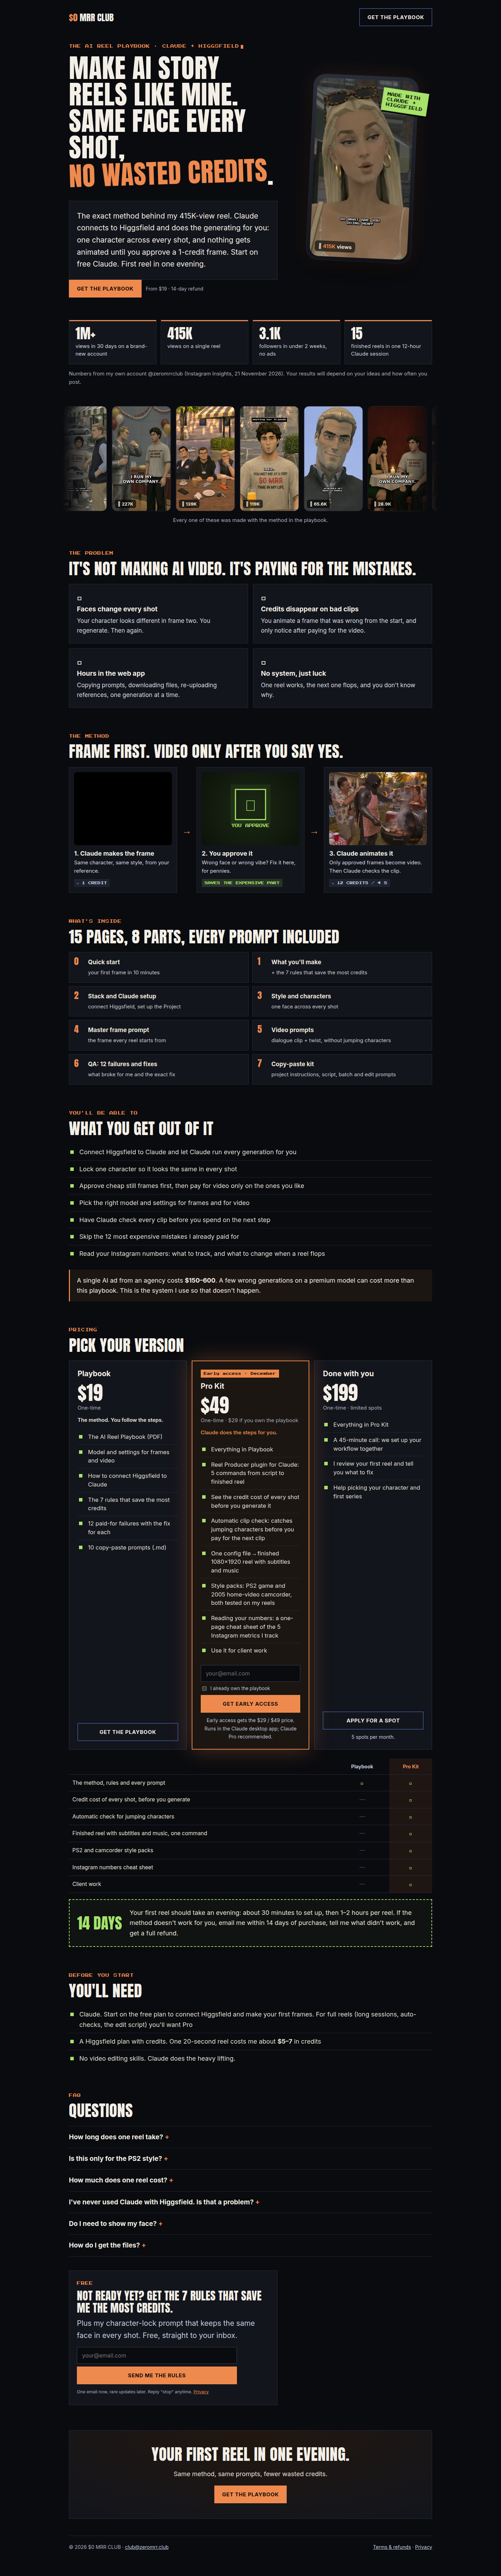 $0 MRR CLUB
GET THE PLAYBOOK
THE AI REEL PLAYBOOK · CLAUDE + HIGGSFIELD
MAKE AI STORY
REELS LIKE MINE.
SAME FACE EVERY
SHOT,
NO WASTED CREDITS.
MADE WITH
CLAUDE +
HIGGSFIELD
415K views
The exact method behind my 415K-view reel. Claude
connects to Higgsfield and does the generating for you:
one character across every shot, and nothing gets
animated until you approve a 1-credit frame. Start on
free Claude. First reel in one evening.
GET THE PLAYBOOK
From $19 · 14-day refund
1M+
views in 30 days on a brand-
new account
415K
views on a single reel
3.1K
followers in under 2 weeks,
no ads
15
finished reels in one 12-hour
Claude session
Numbers from my own account @zeromrrclub (Instagram Insights, 21 November 2026). Your results will depend on your ideas and how often you
post.
I RUN MY
OWN COMPANY.
227K
139K
$0 MRR
119K
85.6K
I RUN MY
OWN COMPANY.
28.9K
Every one of these was made with the method in the playbook.
THE PROBLEM
IT'S NOT MAKING AI VIDEO. IT'S PAYING FOR THE MISTAKES.
Faces change every shot
Your character looks different in frame two. You
regenerate. Then again.
Credits disappear on bad clips
You animate a frame that was wrong from the start, and
only notice after paying for the video.
Hours in the web app
Copying prompts, downloading files, re-uploading
references, one generation at a time.
No system, just luck
One reel works, the next one flops, and you don't know
why.
THE METHOD
FRAME FIRST. VIDEO ONLY AFTER YOU SAY YES.
YOU APPROVE
→
→
1. Claude makes the frame
Same character, same style, from your
reference.
1 CREDIT
2. You approve it
Wrong face or wrong vibe? Fix it here,
for pennies.
SAVES THE EXPENSIVE PART
3. Claude animates it
Only approved frames become video.
Then Claude checks the clip.
12 CREDITS / 4 S
WHAT'S INSIDE
15 PAGES, 8 PARTS, EVERY PROMPT INCLUDED
0 Quick start
your first frame in 10 minutes
1 What you'll make
+ the 7 rules that save the most credits
2 Stack and Claude setup
connect Higgsfield, set up the Project
3 Style and characters
one face across every shot
4 Master frame prompt
the frame every reel starts from
5 Video prompts
dialogue clip + twist, without jumping characters
6 QA: 12 failures and fixes
what broke for me and the exact fix
7 Copy-paste kit
project instructions, script, batch and edit prompts
YOU'LL BE ABLE TO
WHAT YOU GET OUT OF IT
Connect Higgsfield to Claude and let Claude run every generation for you
Lock one character so it looks the same in every shot
Approve cheap still frames first, then pay for video only on the ones you like
Pick the right model and settings for frames and for video
Have Claude check every clip before you spend on the next step
Skip the 12 most expensive mistakes I already paid for
Read your Instagram numbers: what to track, and what to change when a reel flops
A single AI ad from an agency costs $150–600. A few wrong generations on a premium model can cost more than
this playbook. This is the system I use so that doesn't happen.
PRICING
PICK YOUR VERSION
Playbook
$19
One-time
The method. You follow the steps.
The AI Reel Playbook (PDF)
Model and settings for frames
and video
How to connect Higgsfield to
Claude
The 7 rules that save the most
credits
12 paid-for failures with the fix
for each
10 copy-paste prompts (.md)
GET THE PLAYBOOK
Early access · December
Pro Kit
$49
One-time · $29 if you own the playbook
Claude does the steps for you.
Everything in Playbook
Reel Producer plugin for Claude:
5 commands from script to
finished reel
See the credit cost of every shot
before you generate it
Automatic clip check: catches
jumping characters before you
pay for the next clip
One config file → finished
1080×1920 reel with subtitles
and music
Style packs: PS2 game and
2005 home-video camcorder,
both tested on my reels
Reading your numbers: a one-
page cheat sheet of the 5
Instagram metrics I track
Use it for client work
your@email.com
I already own the playbook
GET EARLY ACCESS
Early access gets the $29 / $49 price.
Runs in the Claude desktop app; Claude
Pro recommended.
Done with you
$199
One-time · limited spots
Everything in Pro Kit
A 45-minute call: we set up your
workflow together
I review your first reel and tell
you what to fix
Help picking your character and
first series
APPLY FOR A SPOT
5 spots per month.
Playbook Pro Kit
The method, rules and every prompt
Credit cost of every shot, before you generate —
Automatic check for jumping characters —
Finished reel with subtitles and music, one command —
PS2 and camcorder style packs —
Instagram numbers cheat sheet —
Client work —
14 DAYS
Your first reel should take an evening: about 30 minutes to set up, then 1–2 hours per reel. If the
method doesn't work for you, email me within 14 days of purchase, tell me what didn't work, and
get a full refund.
BEFORE YOU START
YOU'LL NEED
Claude. Start on the free plan to connect Higgsfield and make your first frames. For full reels (long sessions, auto-
checks, the edit script) you'll want Pro
A Higgsfield plan with credits. One 20-second reel costs me about $5–7 in credits
No video editing skills. Claude does the heavy lifting.
FAQ
QUESTIONS
How long does one reel take? +
Is this only for the PS2 style? +
How much does one reel cost? +
I've never used Claude with Higgsfield. Is that a problem? +
Do I need to show my face? +
How do I get the files? +
FREE
NOT READY YET? GET THE 7 RULES THAT SAVE
ME THE MOST CREDITS.
Plus my character-lock prompt that keeps the same
face in every shot. Free, straight to your inbox.
your@email.com
SEND ME THE RULES
One email now, rare updates later. Reply "stop" anytime. Privacy
YOUR FIRST REEL IN ONE EVENING.
Same method, same prompts, fewer wasted credits.
GET THE PLAYBOOK
© 2026 $0 MRR CLUB · club@zeromrr.club
Terms & refunds · Privacy